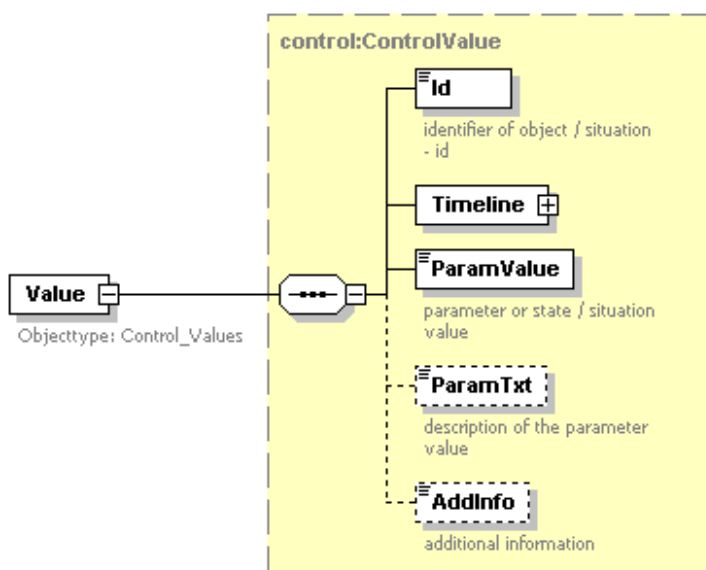 control:ControlValue
Id
identifier of object / situation
- id
Timeline
ParamValue
parameter or state / situation
value
Value
Objecttype: Control_Values
ParamTxt
description of the parameter
value
AddInfo
additional information